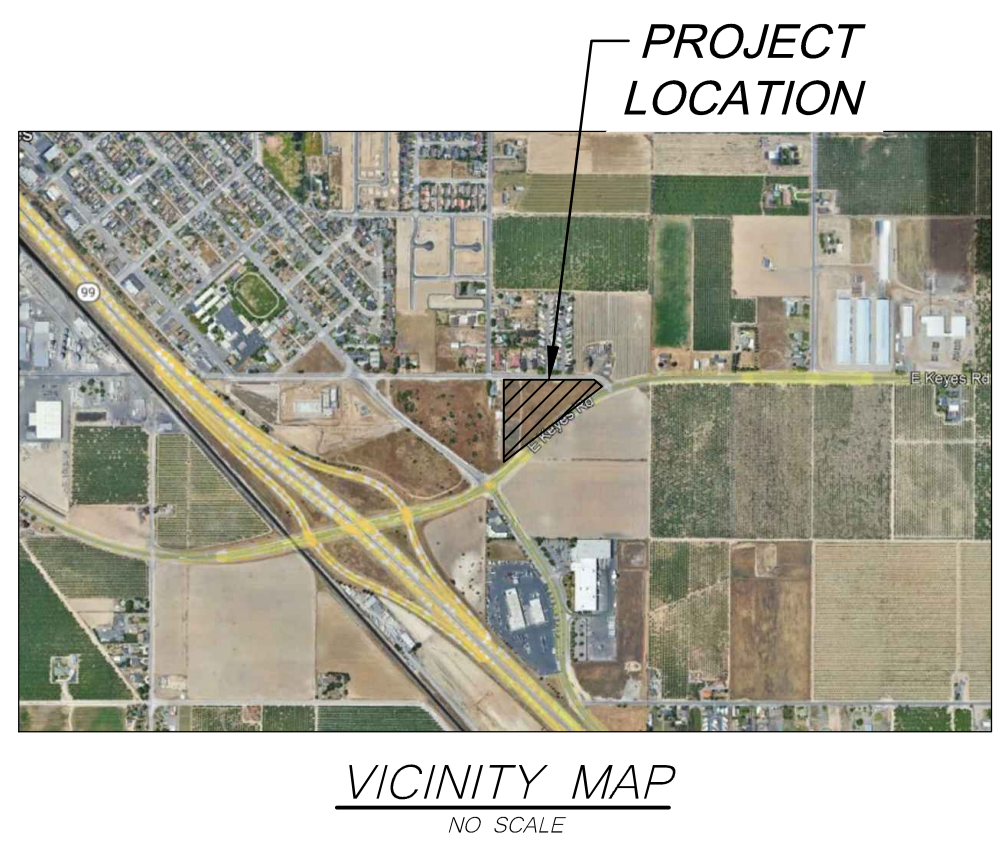 PROJECT
LOCATION
99
E Keyes Rd
E Keyes Rd
VICINITY MAP
NO SCALE